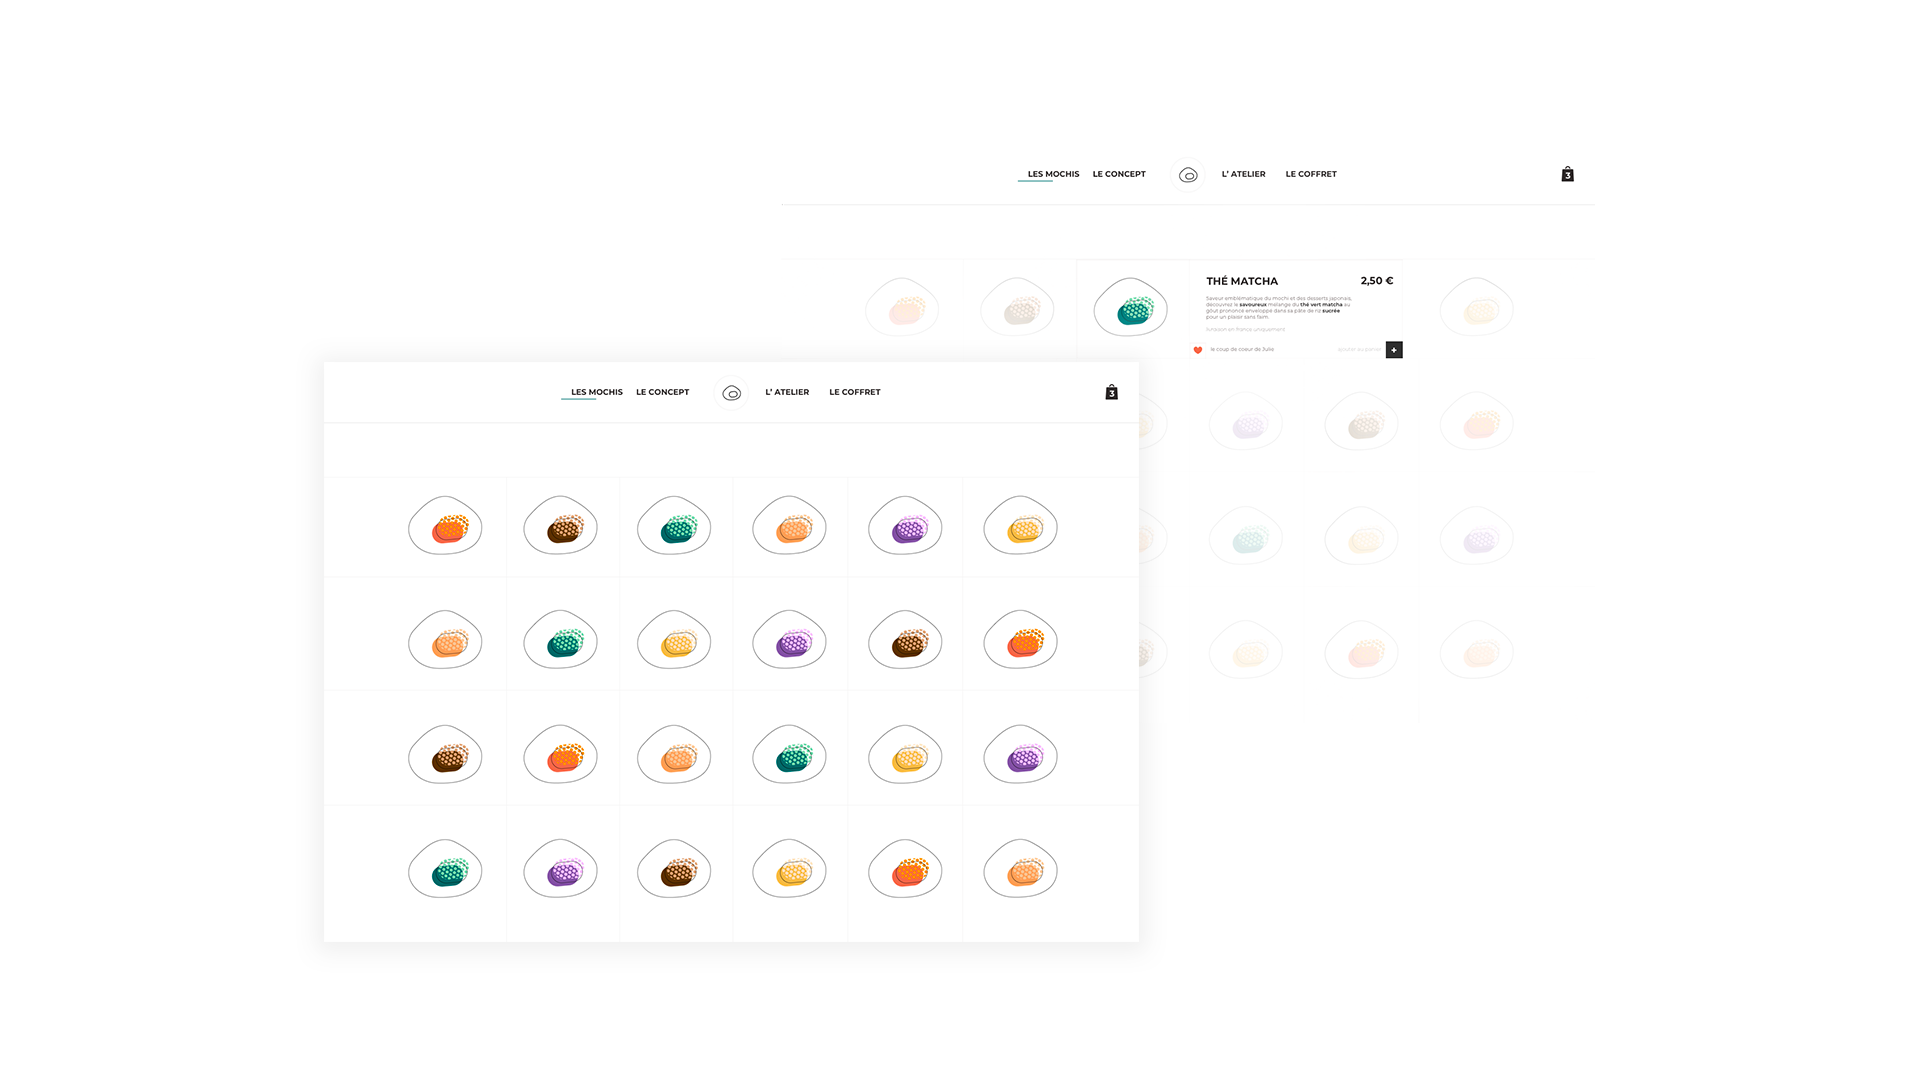 LES MOCHIS LE CONCEPT L' ATELIER LE COFFRET 3
THÉ MATCHA 2,50 €
Saveur emblématique du mochi et des desserts japonais,
découvrez le savoureux mélange du thé vert matcha au
goût prononcé enveloppé dans sa pâte de riz sucrée
pour un plaisir sans faim.
livraison en france uniquement
le coup de coeur de Julie ajouter au panier +
LES MOCHIS LE CONCEPT L' ATELIER LE COFFRET 3